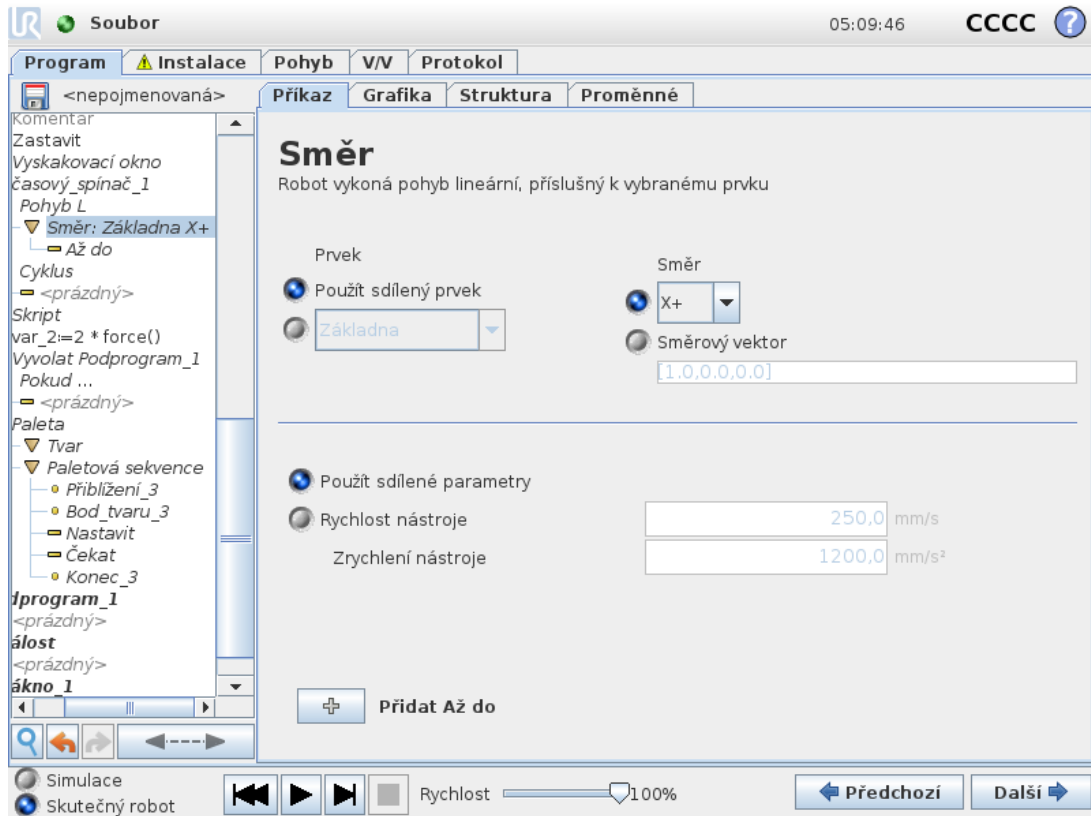 Soubor 05:09:46 CCCC ?
Program Instalace Pohyb V/V Protokol
<nepojmenovaná> Příkaz Grafika Struktura Proměnné
Komentář
Zastavit
Vyskakovací okno
časový_spínač_1
Pohyb L
Směr: Základna X+
Až do
Cyklus
<prázdný>
Skript
var_2:=2 * force()
Vyvolat Podprogram_1
Pokud ...
<prázdný>
Paleta
Tvar
Paletová sekvence
Přiblížení_3
Bod_tvaru_3
Nastavit
Čekat
Konec_3
dprogram_1
<prázdný>
álost
<prázdný>
ákno_1
Směr
Robot vykoná pohyb lineární, příslušný k vybranému prvku
Prvek
Použít sdílený prvek
Základna
Směr
X+
Směrový vektor
[1.0,0.0,0.0]
Použít sdílené parametry
Rychlost nástroje 250,0 mm/s
Zrychlení nástroje 1200,0 mm/s²
Přidat Až do
Simulace
Skutečný robot
Rychlost 100%
Předchozí Další